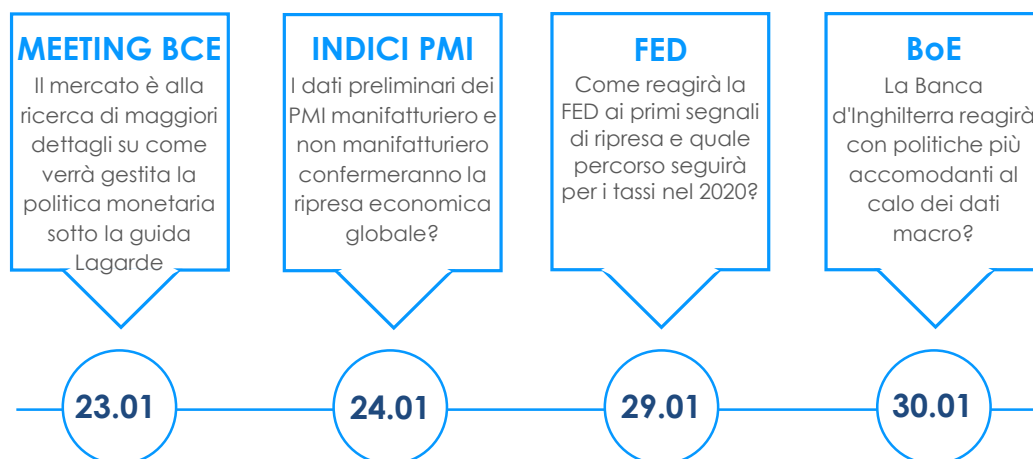 MEETING BCE
Il mercato è alla
ricerca di maggiori
dettagli su come
verrà gestita la
politica monetaria
sotto la guida
Lagarde
INDICI PMI
I dati preliminari dei
PMI manifatturiero e
non manifatturiero
confermeranno la
ripresa economica
globale?
FED
Come reagirà la
FED ai primi segnali
di ripresa e quale
percorso seguirà
per i tassi nel 2020?
BoE
La Banca
d'Inghilterra reagirà
con politiche più
accomodanti al
calo dei dati
macro?
23.01
24.01
29.01
30.01